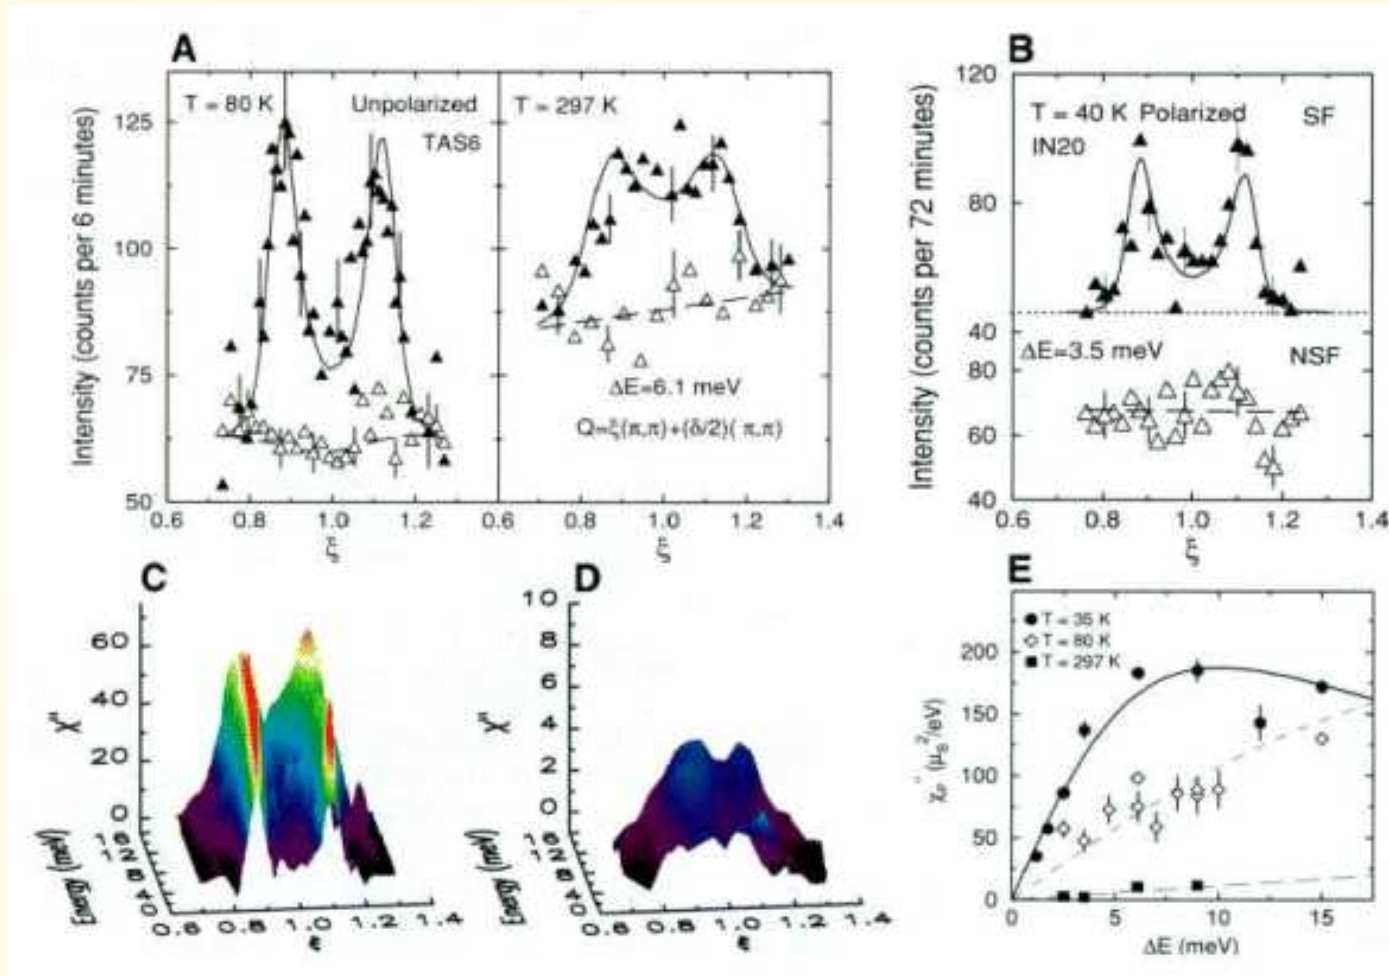 A
T = 80 K
Unpolarized
TAS6
T = 297 K
ΔE=6.1 meV
Q=ξ(π,π)+(δ/2)( π,π)
Intensity (counts per 6 minutes)
125
100
75
50
0.6 0.8 1.0 1.2 0.6 0.8 1.0 1.2 1.4
ξ ξ
B
T = 40 K Polarized
SF
IN20
ΔE=3.5 meV
NSF
Intensity (counts per 72 minutes)
120
80
40
80
60
40
0.6 0.8 1.0 1.2 1.4
ξ
C
60
40
20
0
χ"
Energy (meV)
0.6 0.8 1.0 1.2 1.4
D
10
8
6
4
2
0
χ"
Energy (meV)
0.6 0.8 1.0 1.2 1.4
E
T = 35 K
T = 80 K
T = 297 K
200
150
100
50
0
0 5 10 15
ΔE (meV)